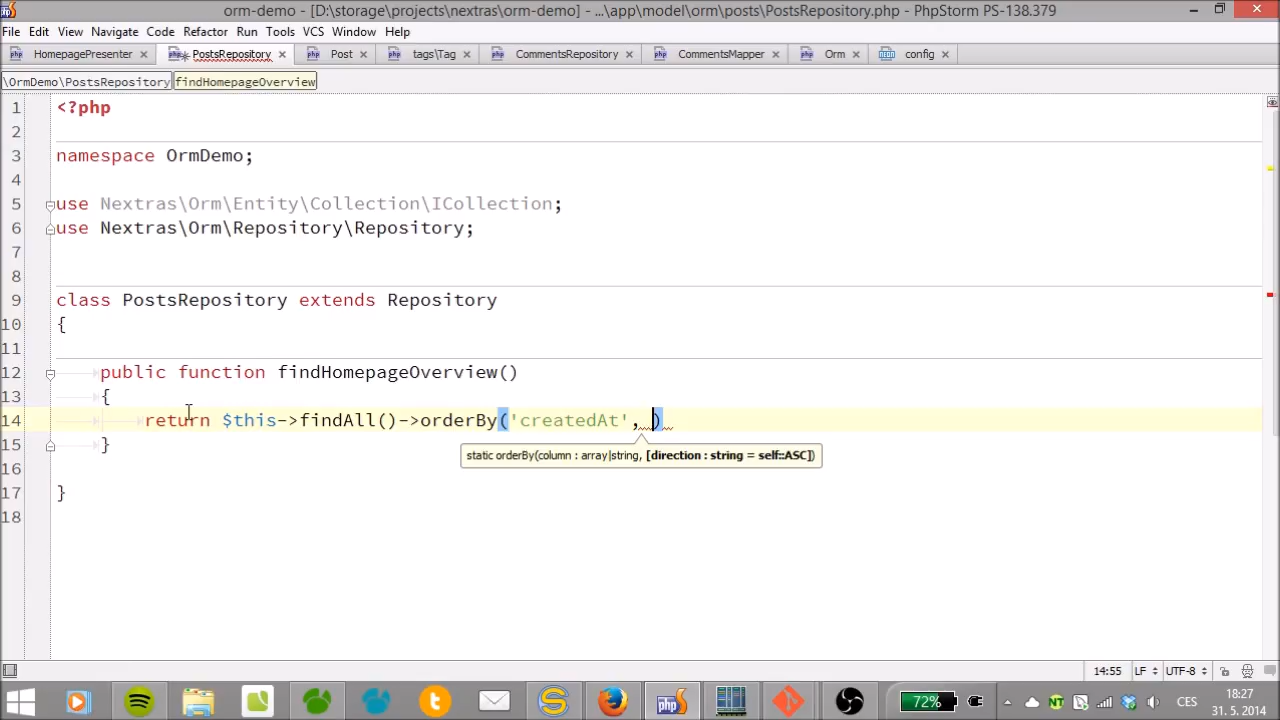 orm-demo - [D:\storage\projects\nextras\orm-demo] - ...\app\model\orm\posts\PostsRepository.php - PhpStorm PS-138.379
File Edit View Navigate Code Refactor Run Tools VCS Window Help
HomepagePresenter PostsRepository Post tags\Tag CommentsRepository CommentsMapper Orm config
\OrmDemo\PostsRepository findHomepageOverview
1 <?php
2
3 namespace OrmDemo;
4
5 use Nextras\Orm\Entity\Collection\ICollection;
6 use Nextras\Orm\Repository\Repository;
7
8
9 class PostsRepository extends Repository
10 {
11
12 public function findHomepageOverview()
13 {
14 return $this->findAll()->orderBy('createdAt', )
static orderBy(column : array|string, [direction : string = self::ASC])
15 }
16
17 }
18
14:55 LF UTF-8
72% CES 18:27
31. 5. 2014